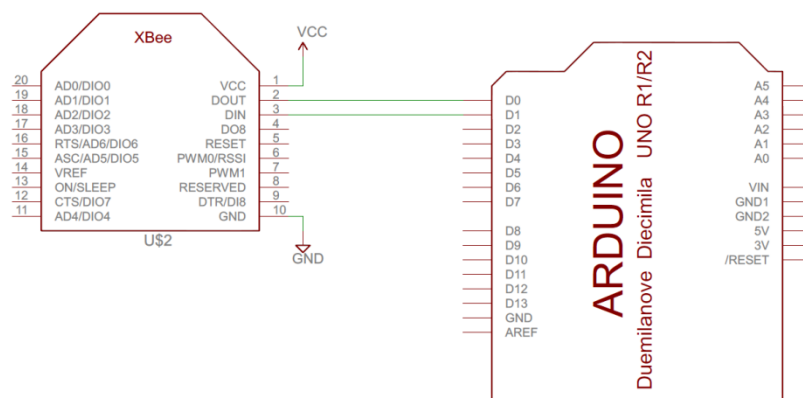 XBee
VCC
20 AD0/DIO0 VCC 1
19 AD1/DIO1 DOUT 2
18 AD2/DIO2 DIN 3
17 AD3/DIO3 DO8 4
16 RTS/AD6/DIO6 RESET 5
15 ASC/AD5/DIO5 PWM0/RSSI 6
14 VREF PWM1 7
13 ON/SLEEP RESERVED 8
12 CTS/DIO7 DTR/DI8 9
11 AD4/DIO4 GND 10
U$2
GND
D0
D1
D2
D3
D4
D5
D6
D7
D8
D9
D10
D11
D12
D13
GND
AREF
ARDUINO
Duemilanove Diecimila UNO R1/R2
A5
A4
A3
A2
A1
A0
VIN
GND1
GND2
5V
3V
/RESET